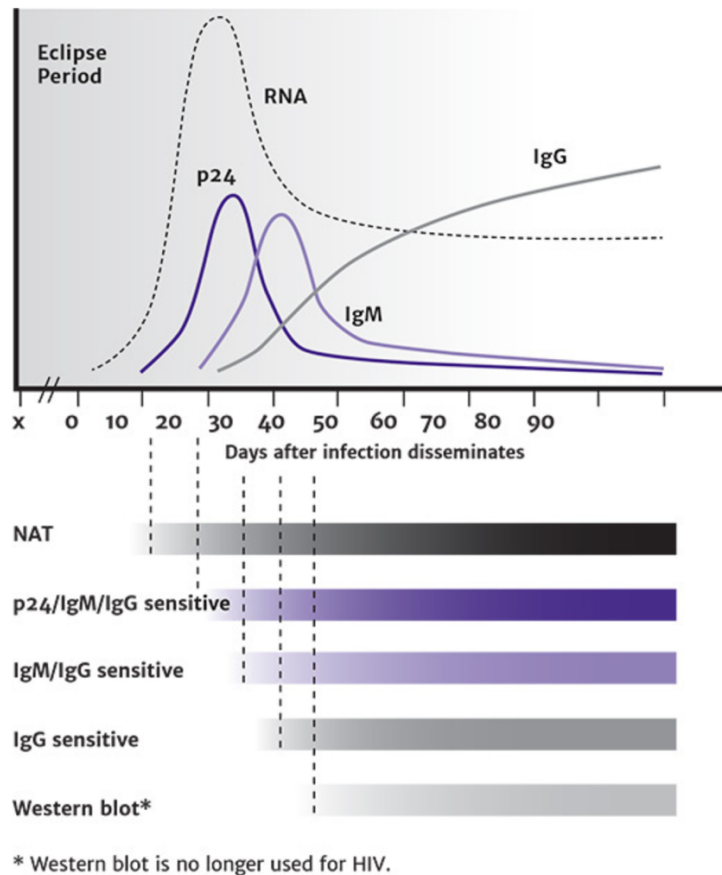 Eclipse
Period
RNA
IgG
p24
IgM
x 0 10 20 30 40 50 60 70 80 90
Days after infection disseminates
NAT
p24/IgM/IgG sensitive
IgM/IgG sensitive
IgG sensitive
Western blot*
* Western blot is no longer used for HIV.